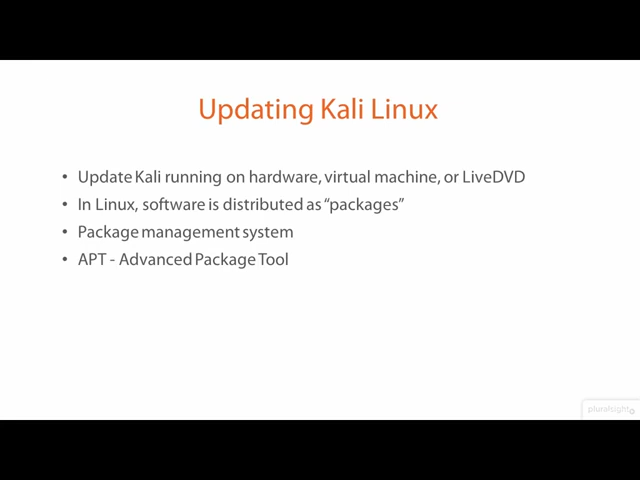 Updating Kali Linux
• Update Kali running on hardware, virtual machine, or LiveDVD
• In Linux, software is distributed as “packages”
• Package management system
• APT - Advanced Package Tool
pluralsight